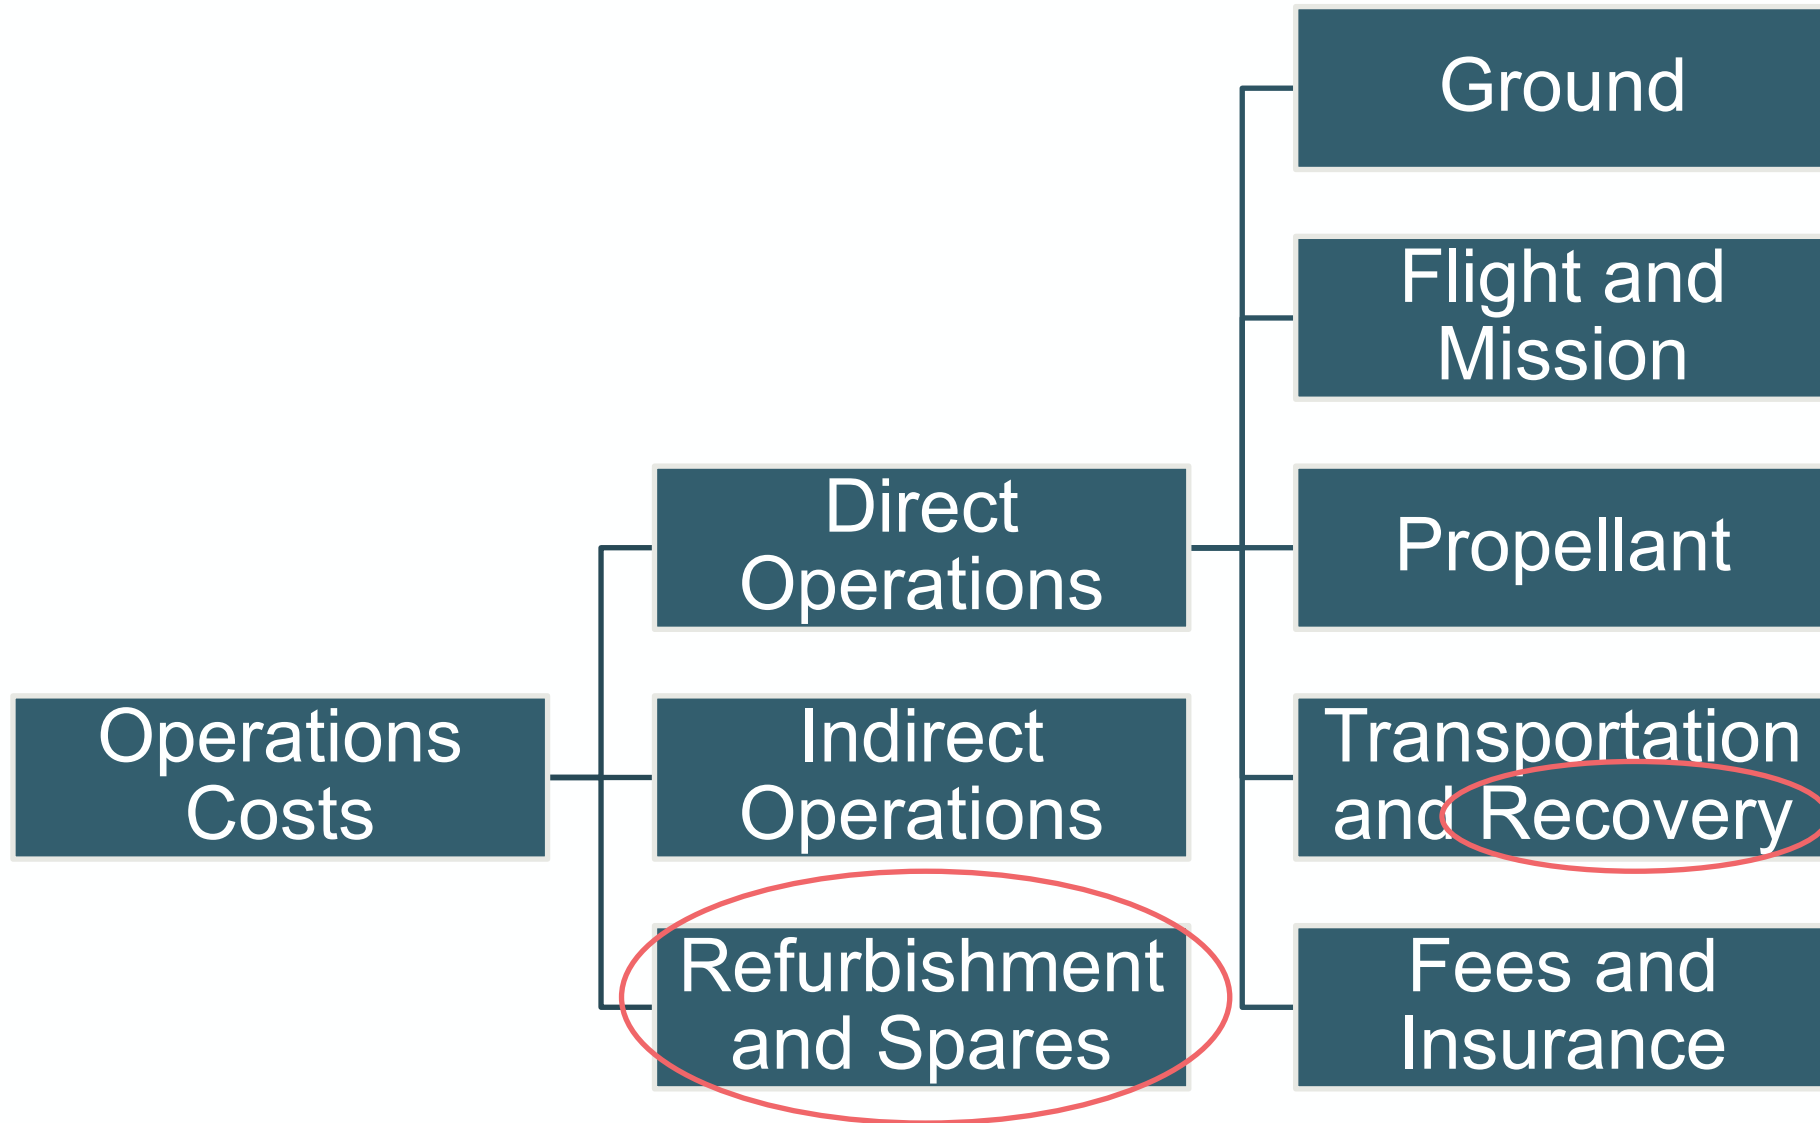 Operations
Costs
Direct
Operations
Indirect
Operations
Refurbishment
and Spares
Ground
Flight and
Mission
Propellant
Transportation
and Recovery
Fees and
Insurance